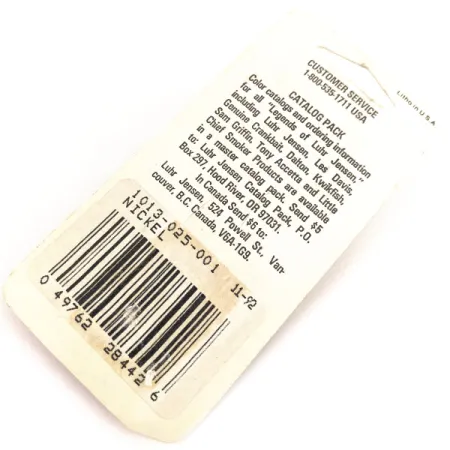 CUSTOMER SERVICE
1-800-535-1711 USA
CATALOG PACK
Color catalogs and ordering information
for all "Legends of Luhr Jensen,"
including Luhr Jensen, Les Davis,
Genuine Crankbait, Dalton, Kwikfish,
Sam Griffin, Tony Accetta and Little
Chief Smoker Products are available
in a master catalog pack. Send $5
to: Luhr Jensen Catalog Pack, P.O.
Box 297 Hood River, OR 97031.
In Canada Send $6 to:
Luhr Jensen, 524 Powell St., Van-
couver, B.C. Canada, V6A-1G9.
11-92
Litho in U.S.A.
1013-025-001
NICKEL
0 49762 28442 6